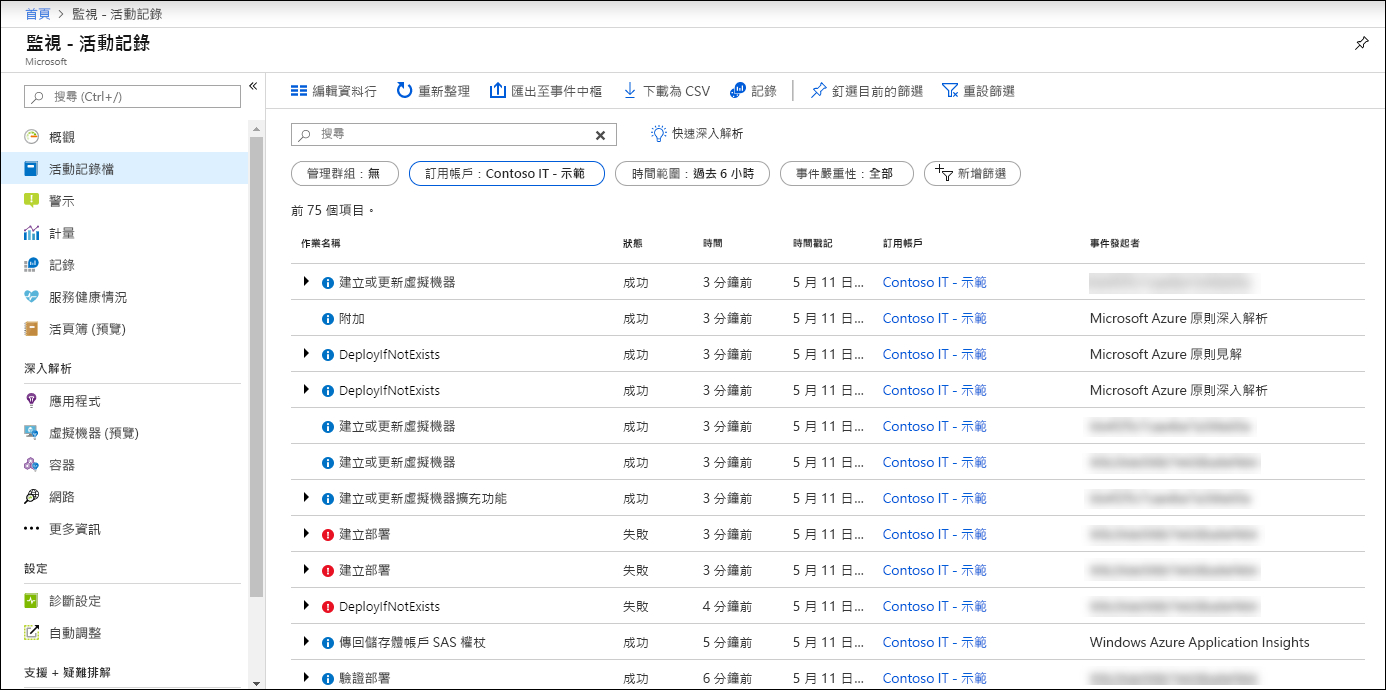 首頁 > 監視 - 活動記錄
監視 - 活動記錄
Microsoft
搜尋 (Ctrl+/)
概觀
活動記錄檔
警示
計量
記錄
服務健康情況
活頁簿 (預覽)
深入解析
應用程式
虛擬機器 (預覽)
容器
網路
更多資訊
設定
診斷設定
自動調整
支援 + 疑難排解
編輯資料行 重新整理 匯出至事件中樞 下載為 CSV 記錄 釘選目前的篩選 重設篩選
搜尋 快速深入解析
管理群組：無 訂用帳戶：Contoso IT - 示範 時間範圍：過去 6 小時 事件嚴重性：全部 新增篩選
前 75 個項目。
作業名稱 狀態 時間 時間戳記 訂用帳戶 事件發起者
建立或更新虛擬機器 成功 3 分鐘前 5 月 11 日... Contoso IT - 示範
附加 成功 3 分鐘前 5 月 11 日... Contoso IT - 示範 Microsoft Azure 原則深入解析
DeployIfNotExists 成功 3 分鐘前 5 月 11 日... Contoso IT - 示範 Microsoft Azure 原則見解
DeployIfNotExists 成功 3 分鐘前 5 月 11 日... Contoso IT - 示範 Microsoft Azure 原則深入解析
建立或更新虛擬機器 成功 3 分鐘前 5 月 11 日... Contoso IT - 示範
建立或更新虛擬機器 成功 3 分鐘前 5 月 11 日... Contoso IT - 示範
建立或更新虛擬機器擴充功能 成功 3 分鐘前 5 月 11 日... Contoso IT - 示範
建立部署 失敗 3 分鐘前 5 月 11 日... Contoso IT - 示範
建立部署 失敗 3 分鐘前 5 月 11 日... Contoso IT - 示範
DeployIfNotExists 失敗 4 分鐘前 5 月 11 日... Contoso IT - 示範
傳回儲存體帳戶 SAS 權杖 成功 5 分鐘前 5 月 11 日... Contoso IT - 示範 Windows Azure Application Insights
驗證部署 成功 6 分鐘前 5 月 11 日... Contoso IT - 示範